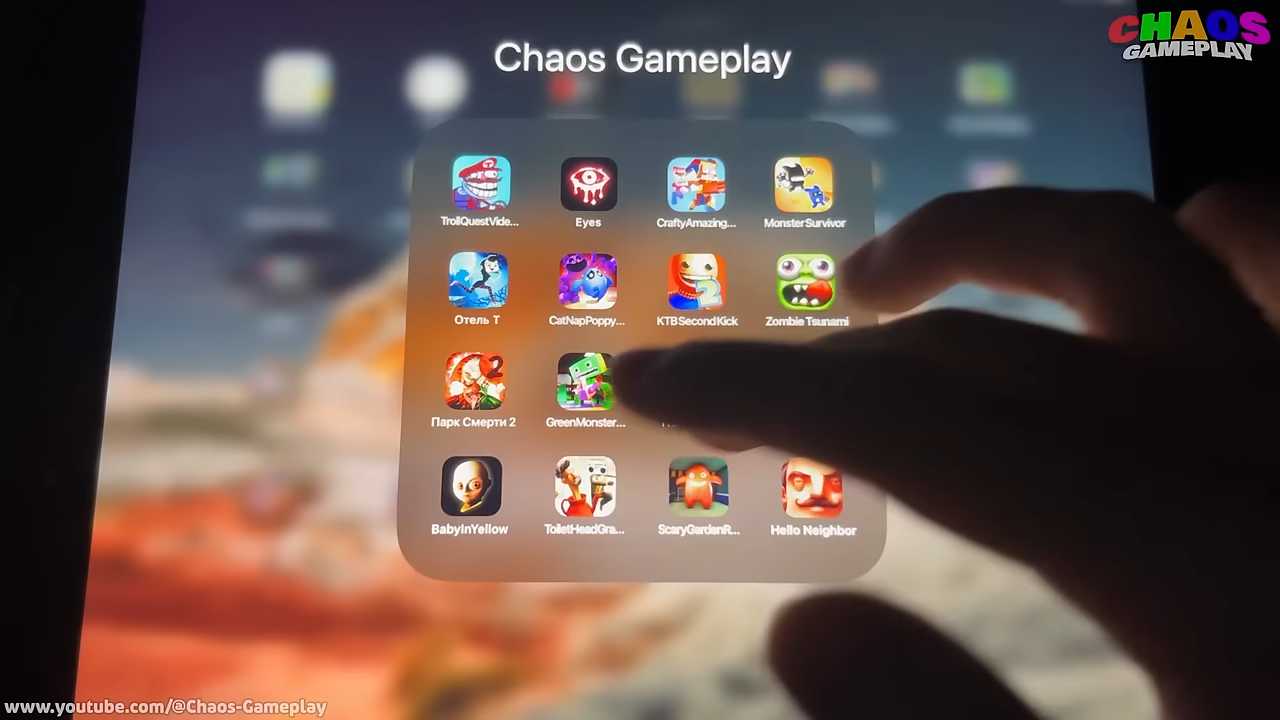 CHAOS
GAMEPLAY
Chaos Gameplay
TrollQuestVide...
Eyes
CraftyAmazing...
MonsterSurvivor
Отель Т
CatNapPoppy...
KTBSecondKick
Zombie Tsunami
Парк Смерти 2
GreenMonster...
BabyInYellow
ToiletHeadGra...
ScaryGardenR...
Hello Neighbor
www.youtube.com/@Chaos-Gameplay